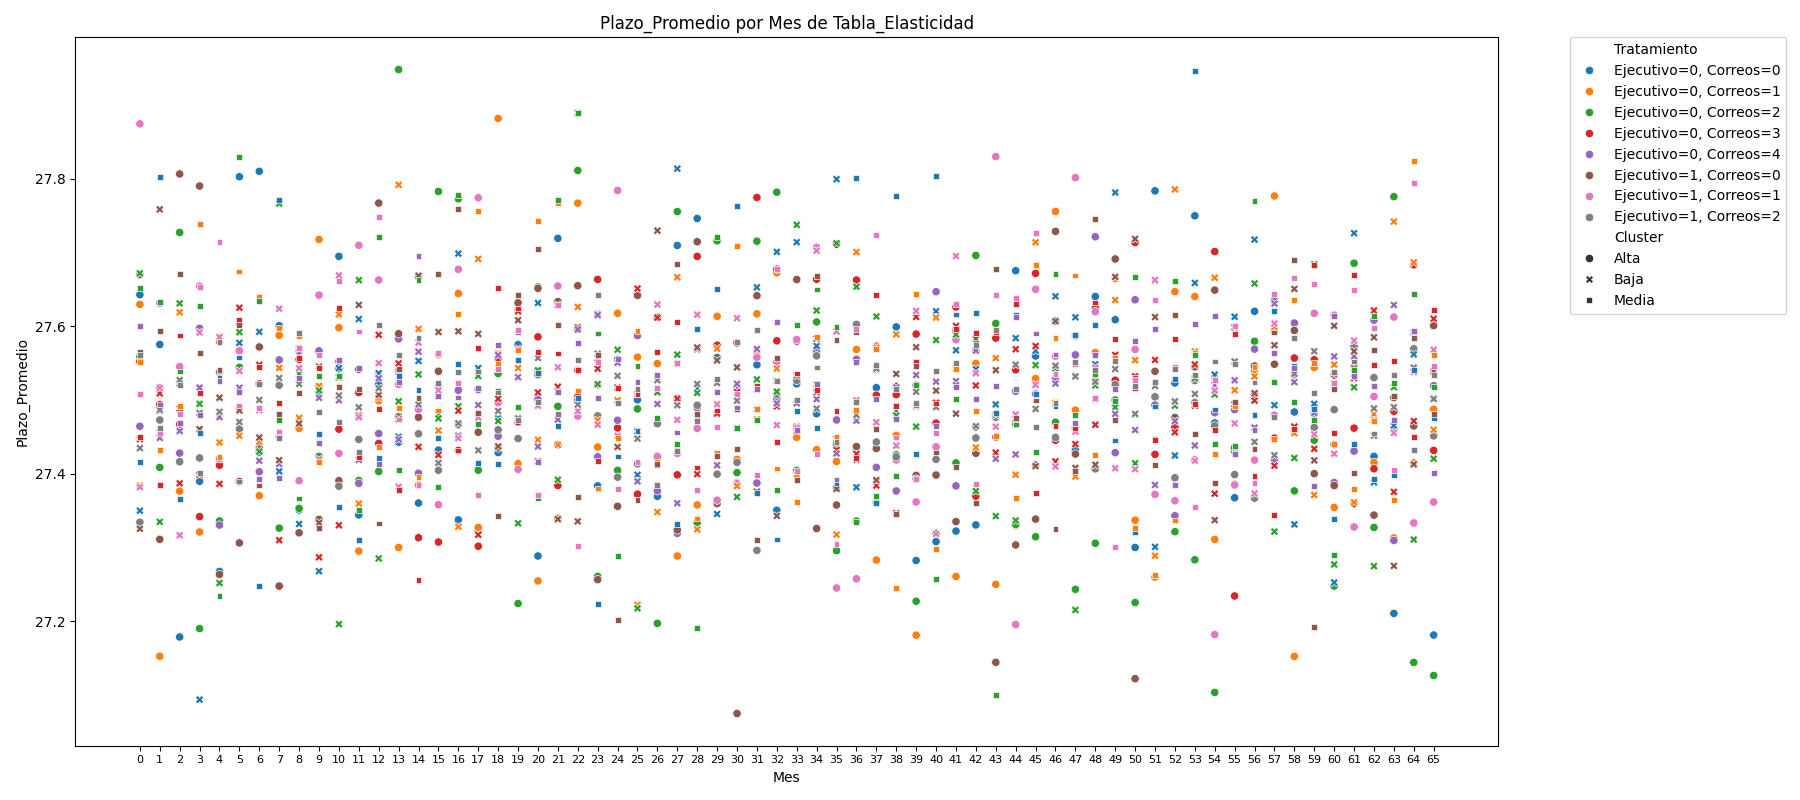 Plazo_Promedio por Mes de Tabla_Elasticidad
Plazo_Promedio
27.8
27.6
27.4
27.2
0 1 2 3 4 5 6 7 8 9 10 11 12 13 14 15 16 17 18 19 20 21 22 23 24 25 26 27 28 29 30 31 32 33 34 35 36 37 38 39 40 41 42 43 44 45 46 47 48 49 50 51 52 53 54 55 56 57 58 59 60 61 62 63 64 65
Mes
Tratamiento
Ejecutivo=0, Correos=0
Ejecutivo=0, Correos=1
Ejecutivo=0, Correos=2
Ejecutivo=0, Correos=3
Ejecutivo=0, Correos=4
Ejecutivo=1, Correos=0
Ejecutivo=1, Correos=1
Ejecutivo=1, Correos=2
Cluster
Alta
Baja
Media